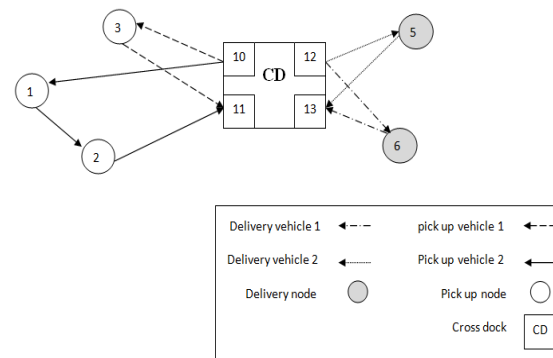 3
5
10
12
CD
1
11
13
2
6
Delivery vehicle 1
pick up vehicle 1
Delivery vehicle 2
Pick up vehicle 2
Delivery node
Pick up node
Cross dock
CD